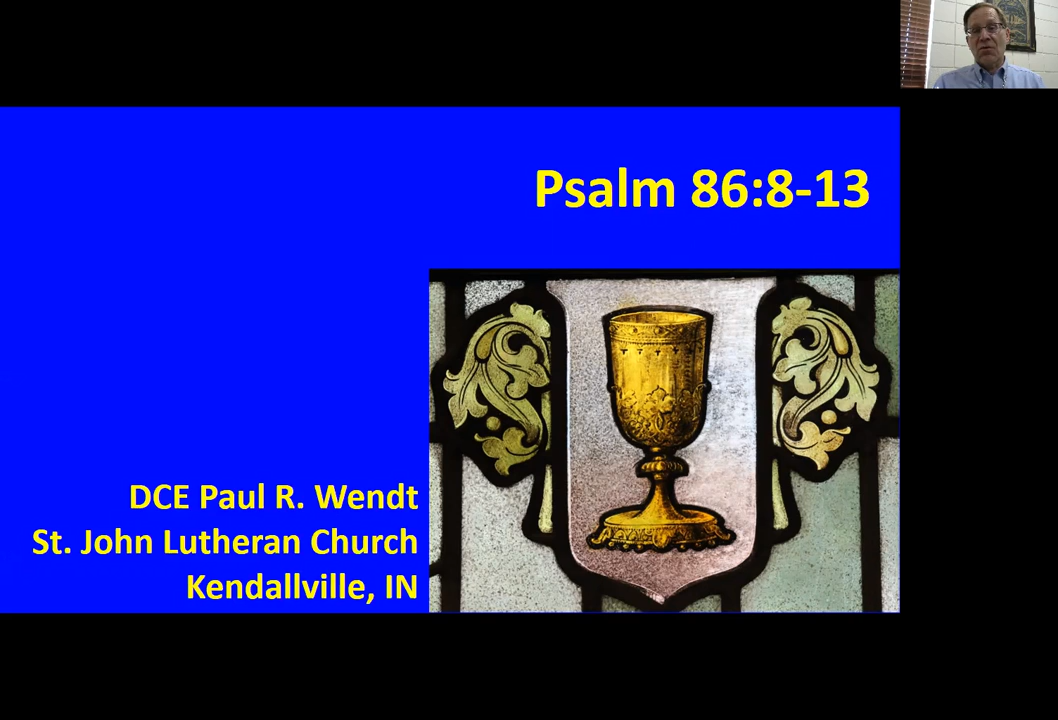 Psalm 86:8-13
DCE Paul R. Wendt
St. John Lutheran Church
Kendallville, IN